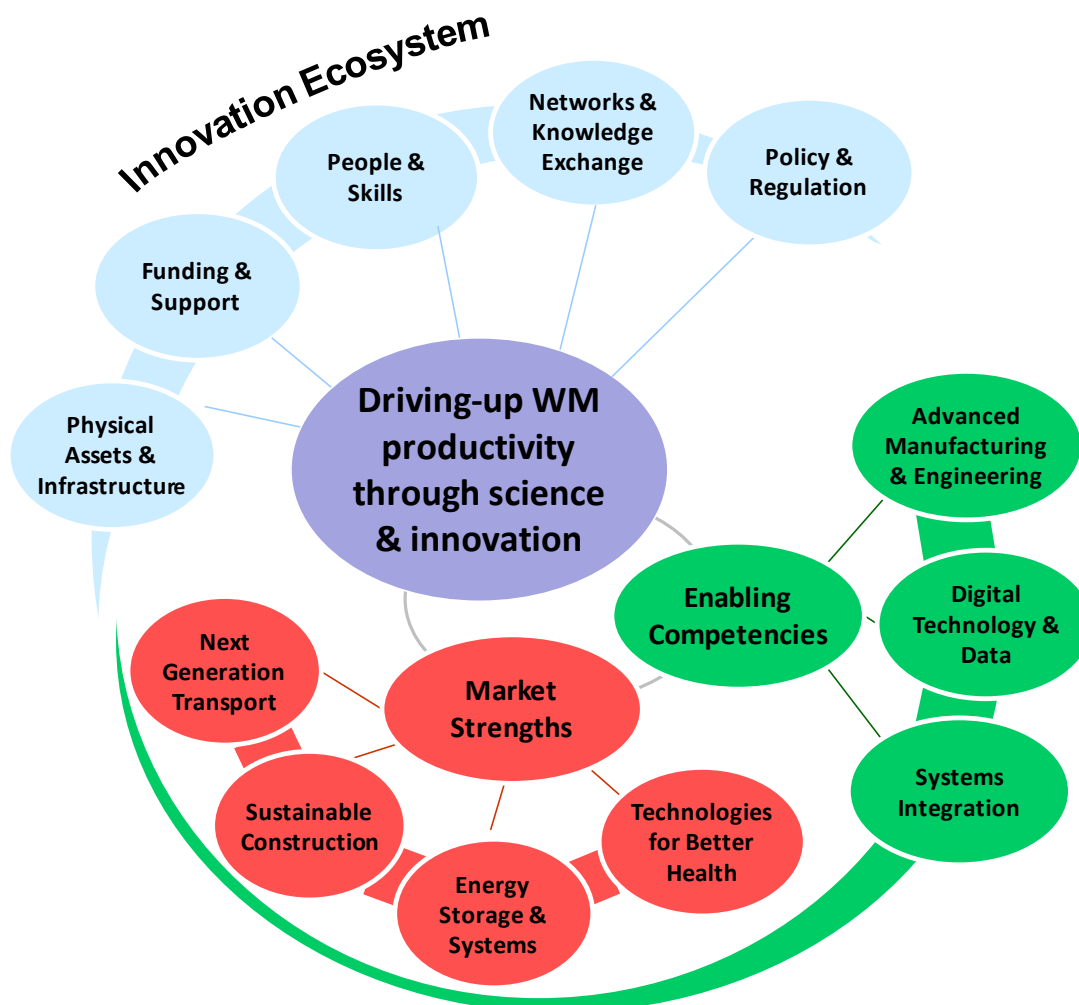 Innovation Ecosystem
Networks &
Knowledge
Exchange
People &
Skills
Policy &
Regulation
Funding &
Support
Physical
Assets &
Infrastructure
Driving-up WM
productivity
through science
& innovation
Advanced
Manufacturing
& Engineering
Enabling
Competencies
Digital
Technology &
Data
Systems
Integration
Market
Strengths
Next
Generation
Transport
Sustainable
Construction
Energy
Storage &
Systems
Technologies
for Better
Health